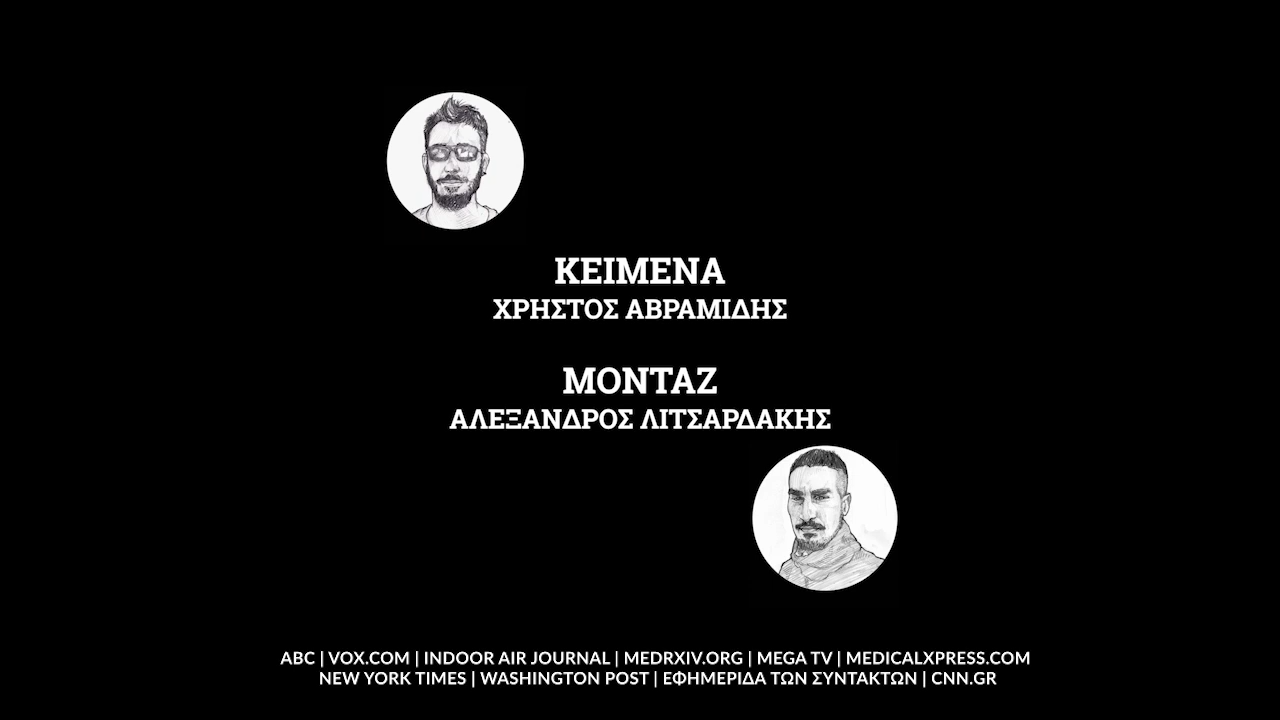 ΚΕΙΜΕΝΑ
ΧΡΗΣΤΟΣ ΑΒΡΑΜΙΔΗΣ
ΜΟΝΤΑΖ
ΑΛΕΞΑΝΔΡΟΣ ΛΙΤΣΑΡΔΑΚΗΣ
ABC | VOX.COM | INDOOR AIR JOURNAL | MEDRXIV.ORG | MEGA TV | MEDICALXPRESS.COM
NEW YORK TIMES | WASHINGTON POST | ΕΦΗΜΕΡΙΔΑ ΤΩΝ ΣΥΝΤΑΚΤΩΝ | CNN.GR